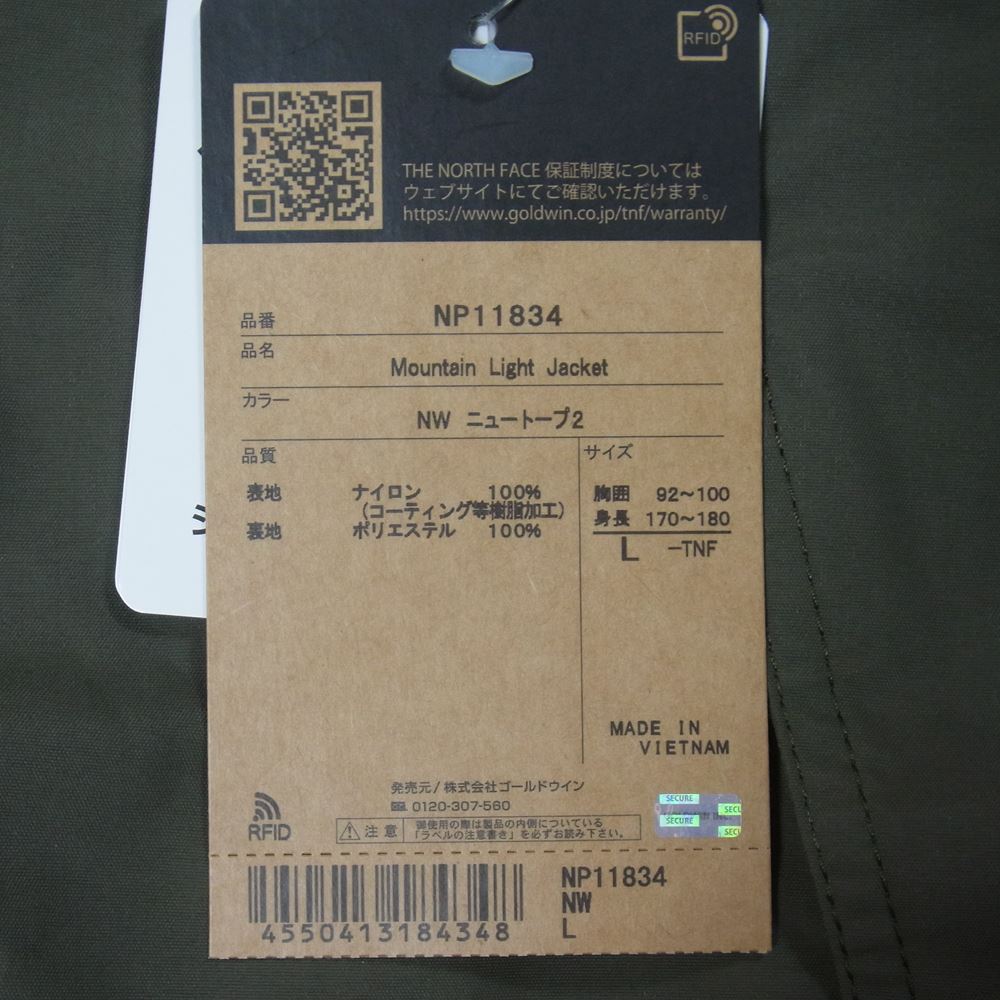 RFID
THE NORTH FACE 保証制度については
ウェブサイトにてご確認いただけます。
https://www.goldwin.co.jp/tnf/warranty/
品番 NP11834
品名
Mountain Light Jacket
カラー
NW ニュートープ2
品質
サイズ
表地 ナイロン 100%
(コーティング等樹脂加工)
裏地 ポリエステル 100%
胸囲 92~100
身長 170~180
L -TNF
MADE IN
VIETNAM
発売元/株式会社ゴールドウイン
0120-307-560
RFID
注意
御使用の際は製品の内側についている
「ラベルの注意書き」を必ずお読み下さい。
SECURE
SECU
SECURE
SECU
4550413184348
NP11834
NW
L